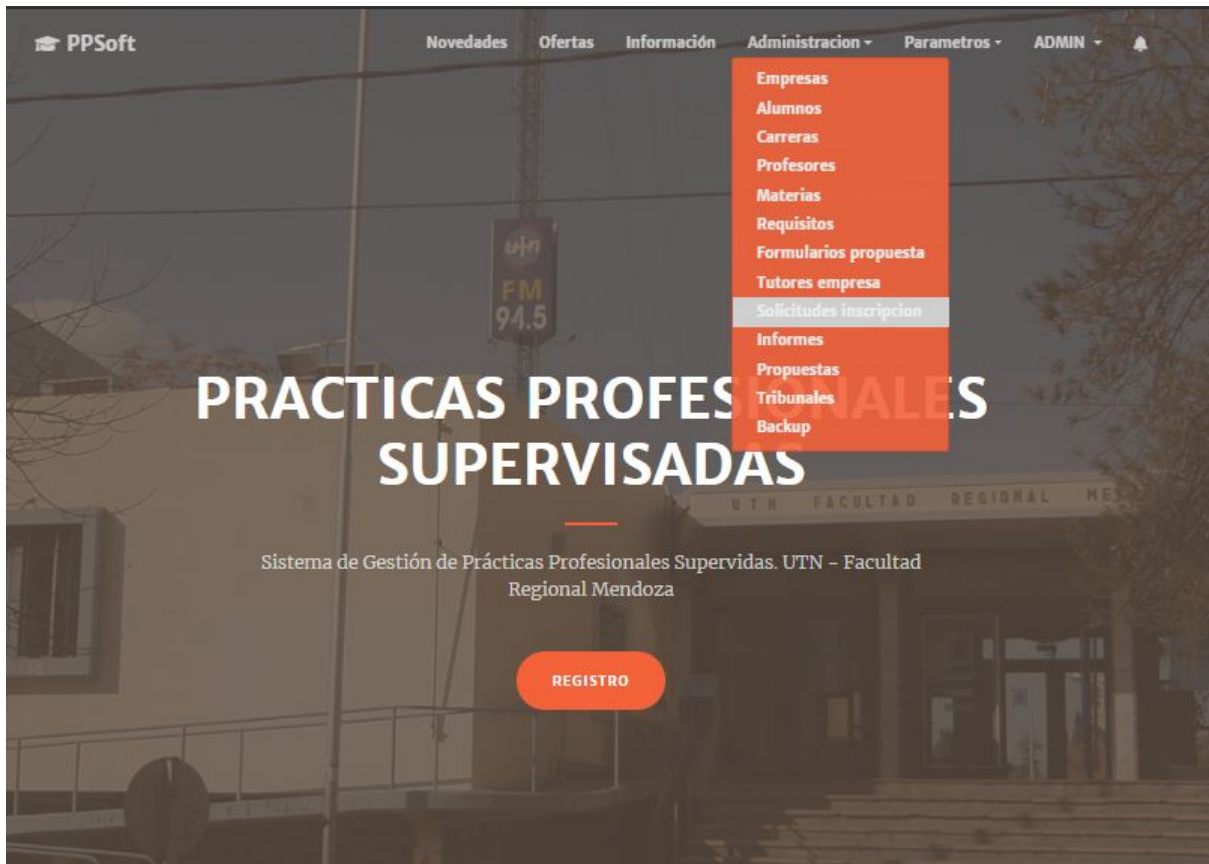 PPSoft
Novedades Ofertas Información Administracion Parametros ADMIN
Empresas
Alumnos
Carreras
Profesores
Materias
Requisitos
Formularios propuesta
Tutores empresa
Solicitudes inscripcion
Informes
Propuestas
Tribunales
Backup
utn
FM
94.5
PRACTICAS PROFESIONALES
SUPERVISADAS
UTN FACULTAD REGIONAL ME
Sistema de Gestión de Prácticas Profesionales Supervidas. UTN – Facultad
Regional Mendoza
REGISTRO